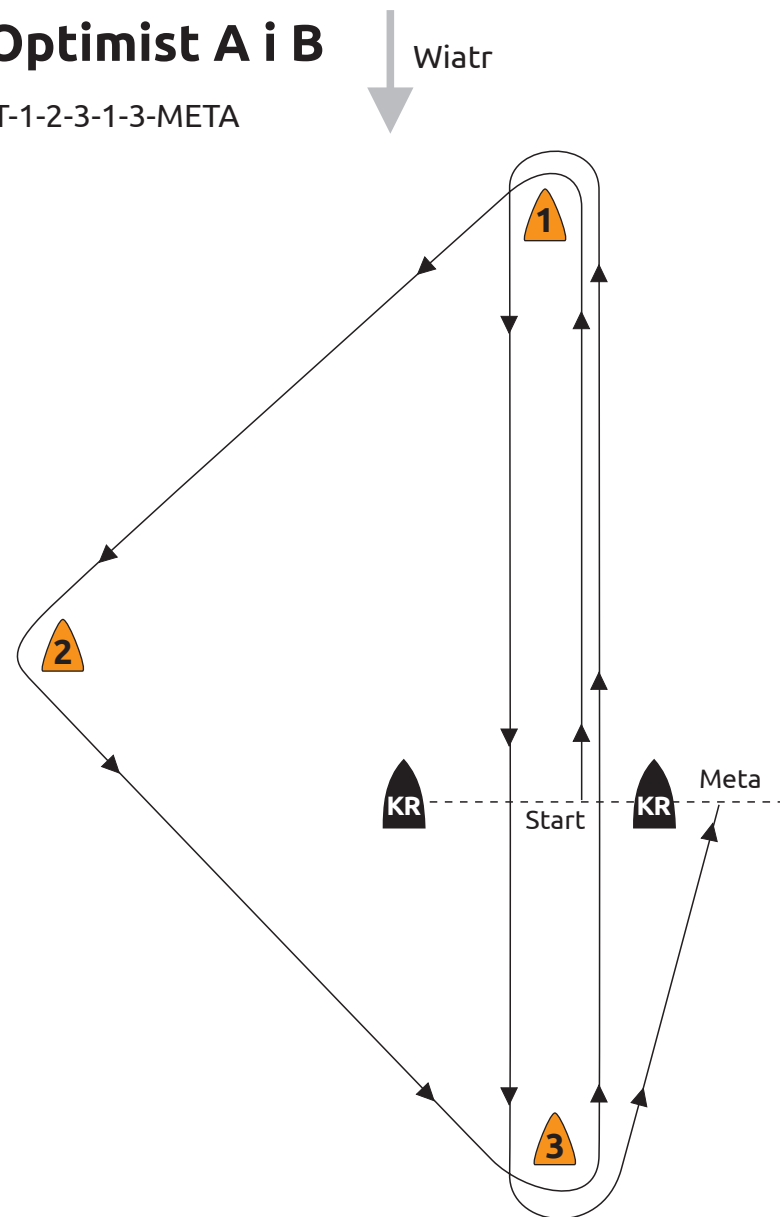 Optimist A i B
Wiatr
T-1-2-3-1-3-META
1
2
KR
KR
Meta
Start
3